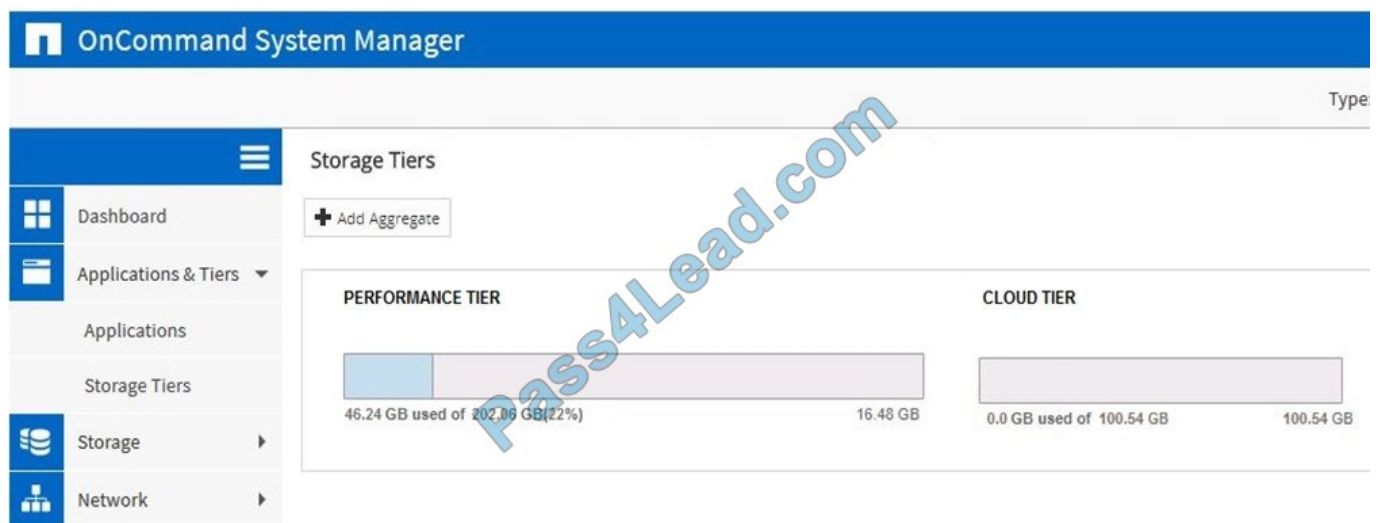 OnCommand System Manager
Type:
Storage Tiers
Add Aggregate
Dashboard
Applications & Tiers
Applications
Storage Tiers
Storage
Network
PERFORMANCE TIER
46.24 GB used of 202.06 GB(22%)
16.48 GB
CLOUD TIER
0.0 GB used of 100.54 GB
100.54 GB
Pass4Lead.com